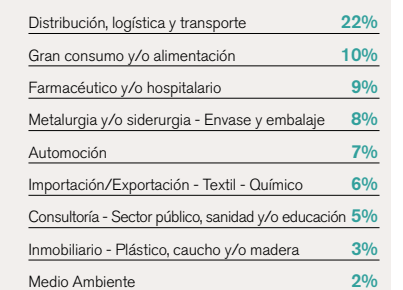 Distribución, logística y transporte 22%
Gran consumo y/o alimentación 10%
Farmacéutico y/o hospitalario 9%
Metalurgia y/o siderurgia - Envase y embalaje 8%
Automoción 7%
Importación/Exportación - Textil - Químico 6%
Consultoría - Sector público, sanidad y/o educación 5%
Inmobiliario - Plástico, caucho y/o madera 3%
Medio Ambiente 2%